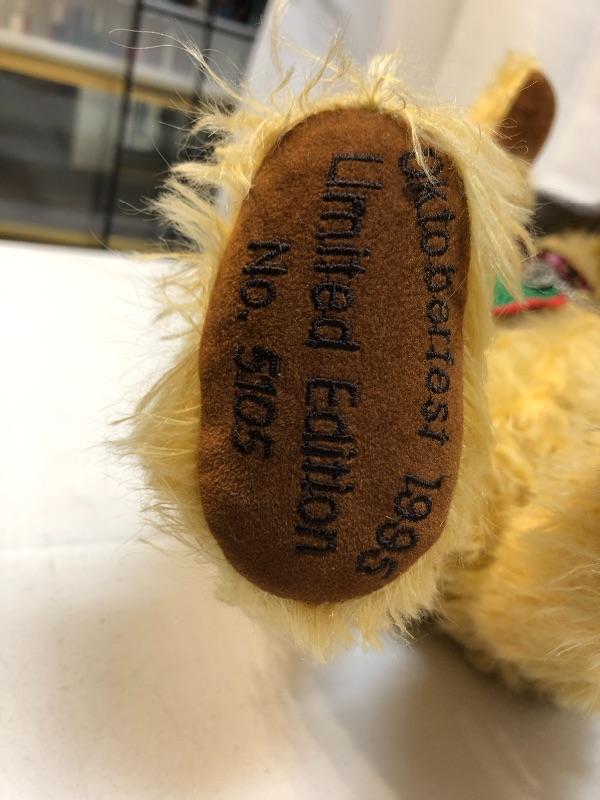 Oktoberfest 1995
Limited Edition
No. 5105